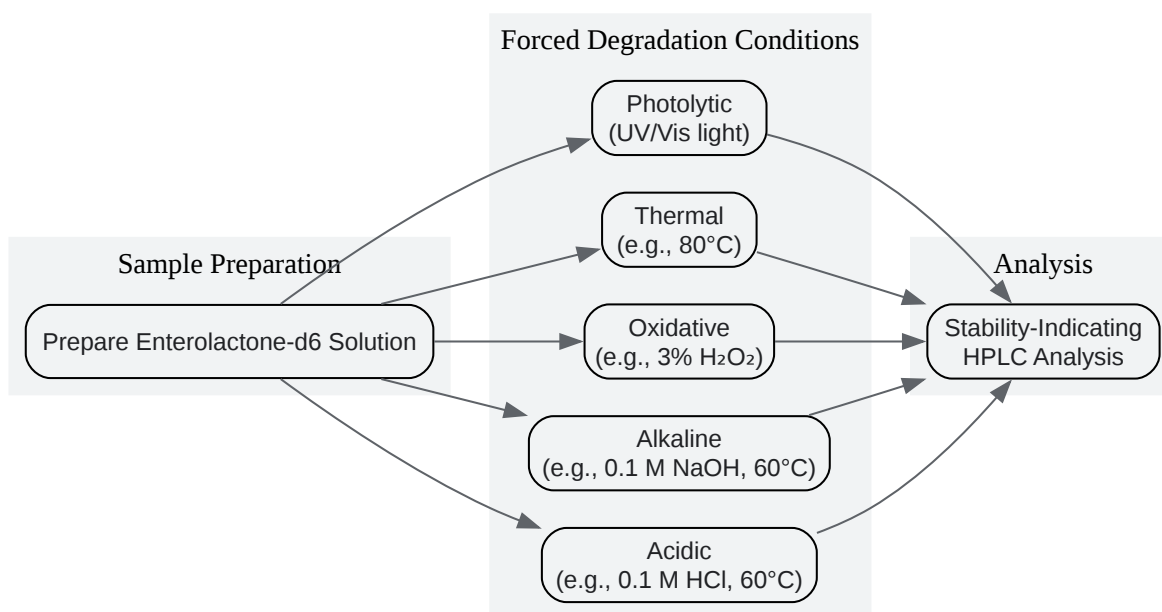 Forced Degradation Conditions
Photolytic
(UV/Vis light)
Thermal
(e.g., 80°C)
Sample Preparation
Analysis
Prepare Enterolactone-d6 Solution
Oxidative
(e.g., 3% H₂O₂)
Stability-Indicating
HPLC Analysis
Alkaline
(e.g., 0.1 M NaOH, 60°C)
Acidic
(e.g., 0.1 M HCl, 60°C)